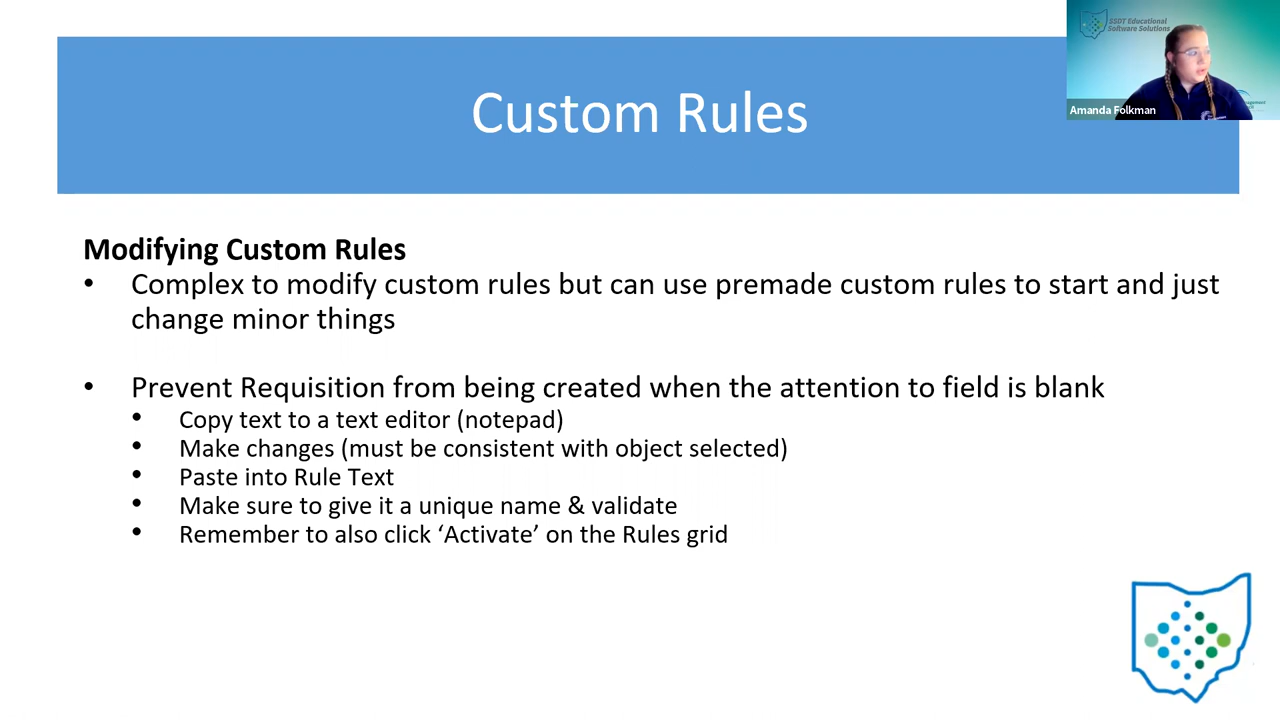 SSDT Educational
Software Solutions
Amanda Folkman
Custom Rules
Modifying Custom Rules
• Complex to modify custom rules but can use premade custom rules to start and just
change minor things
• Prevent Requisition from being created when the attention to field is blank
• Copy text to a text editor (notepad)
• Make changes (must be consistent with object selected)
• Paste into Rule Text
• Make sure to give it a unique name & validate
• Remember to also click ‘Activate’ on the Rules grid